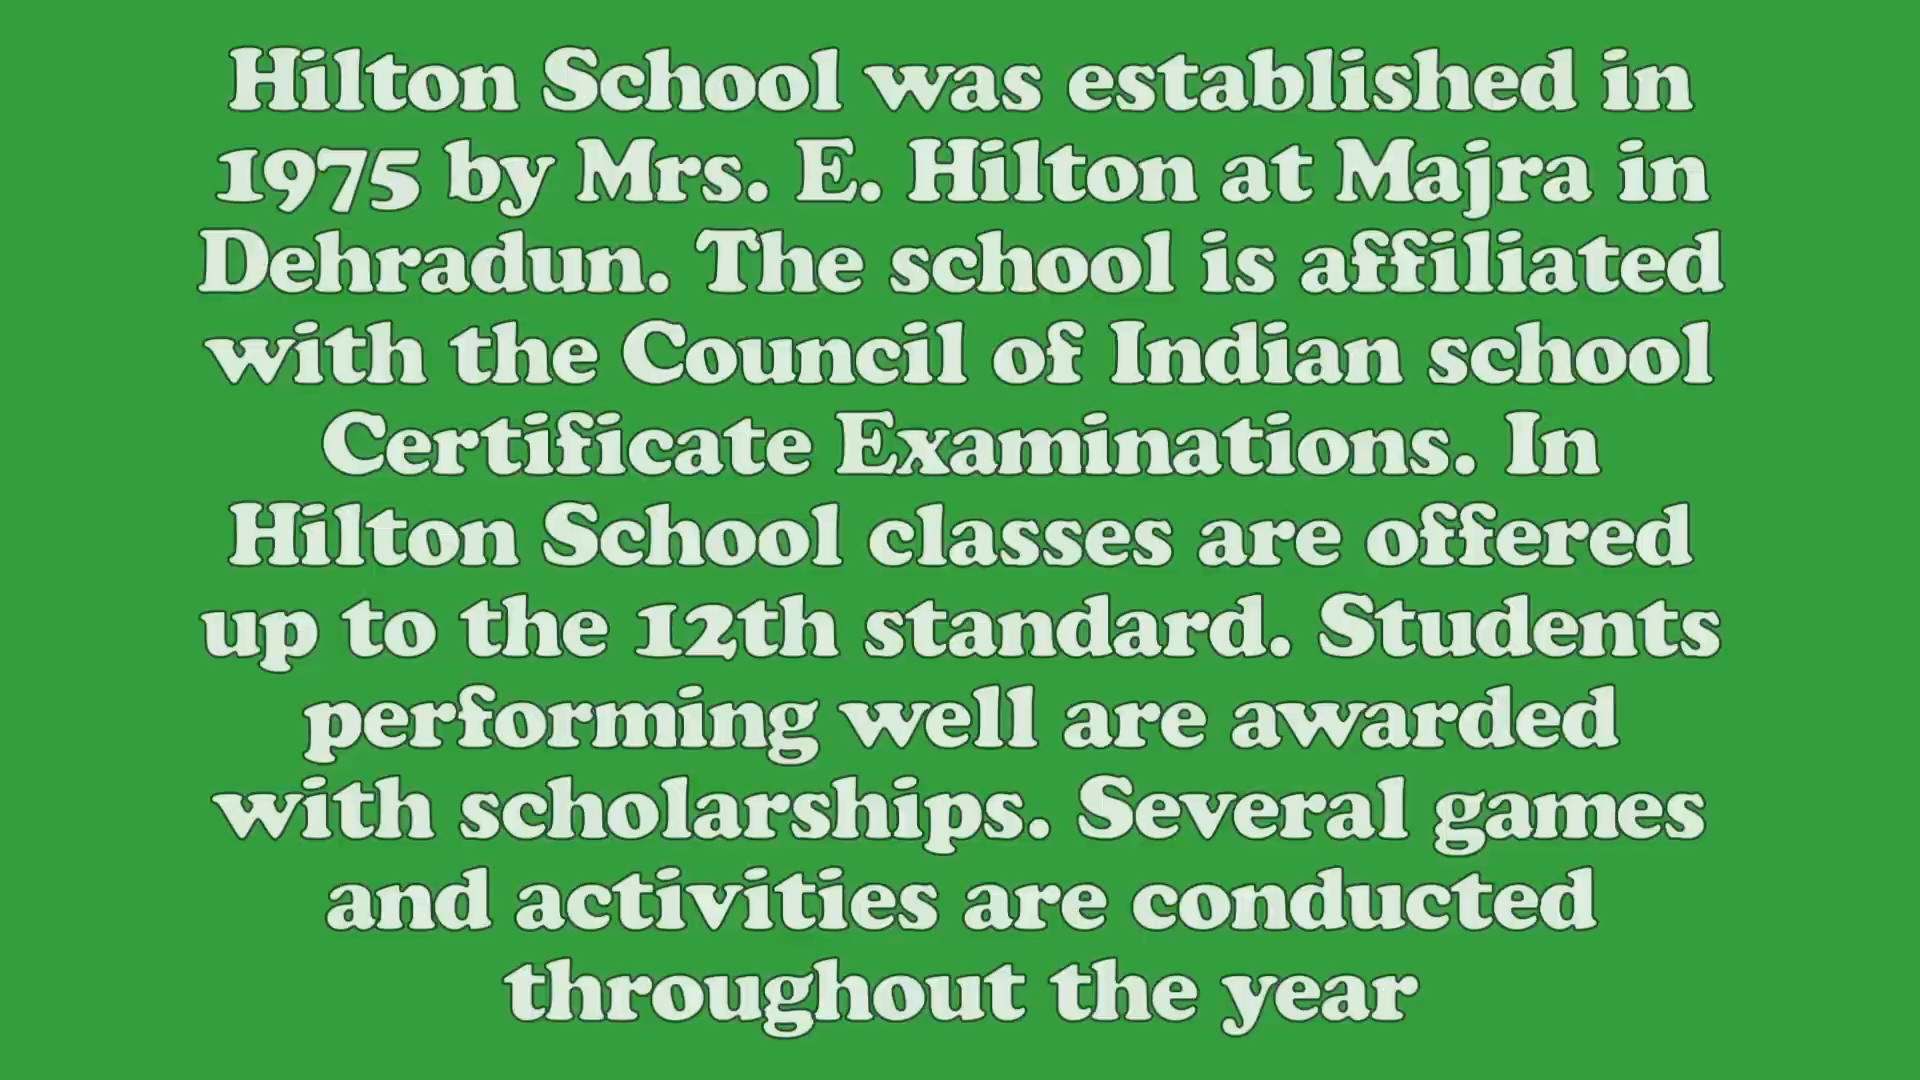 Hilton School was established in
1975 by Mrs. E. Hilton at Majra in
Dehradun. The school is affiliated
with the Council of Indian school
Certificate Examinations. In
Hilton School classes are offered
up to the 12th standard. Students
performing well are awarded
with scholarships. Several games
and activities are conducted
throughout the year